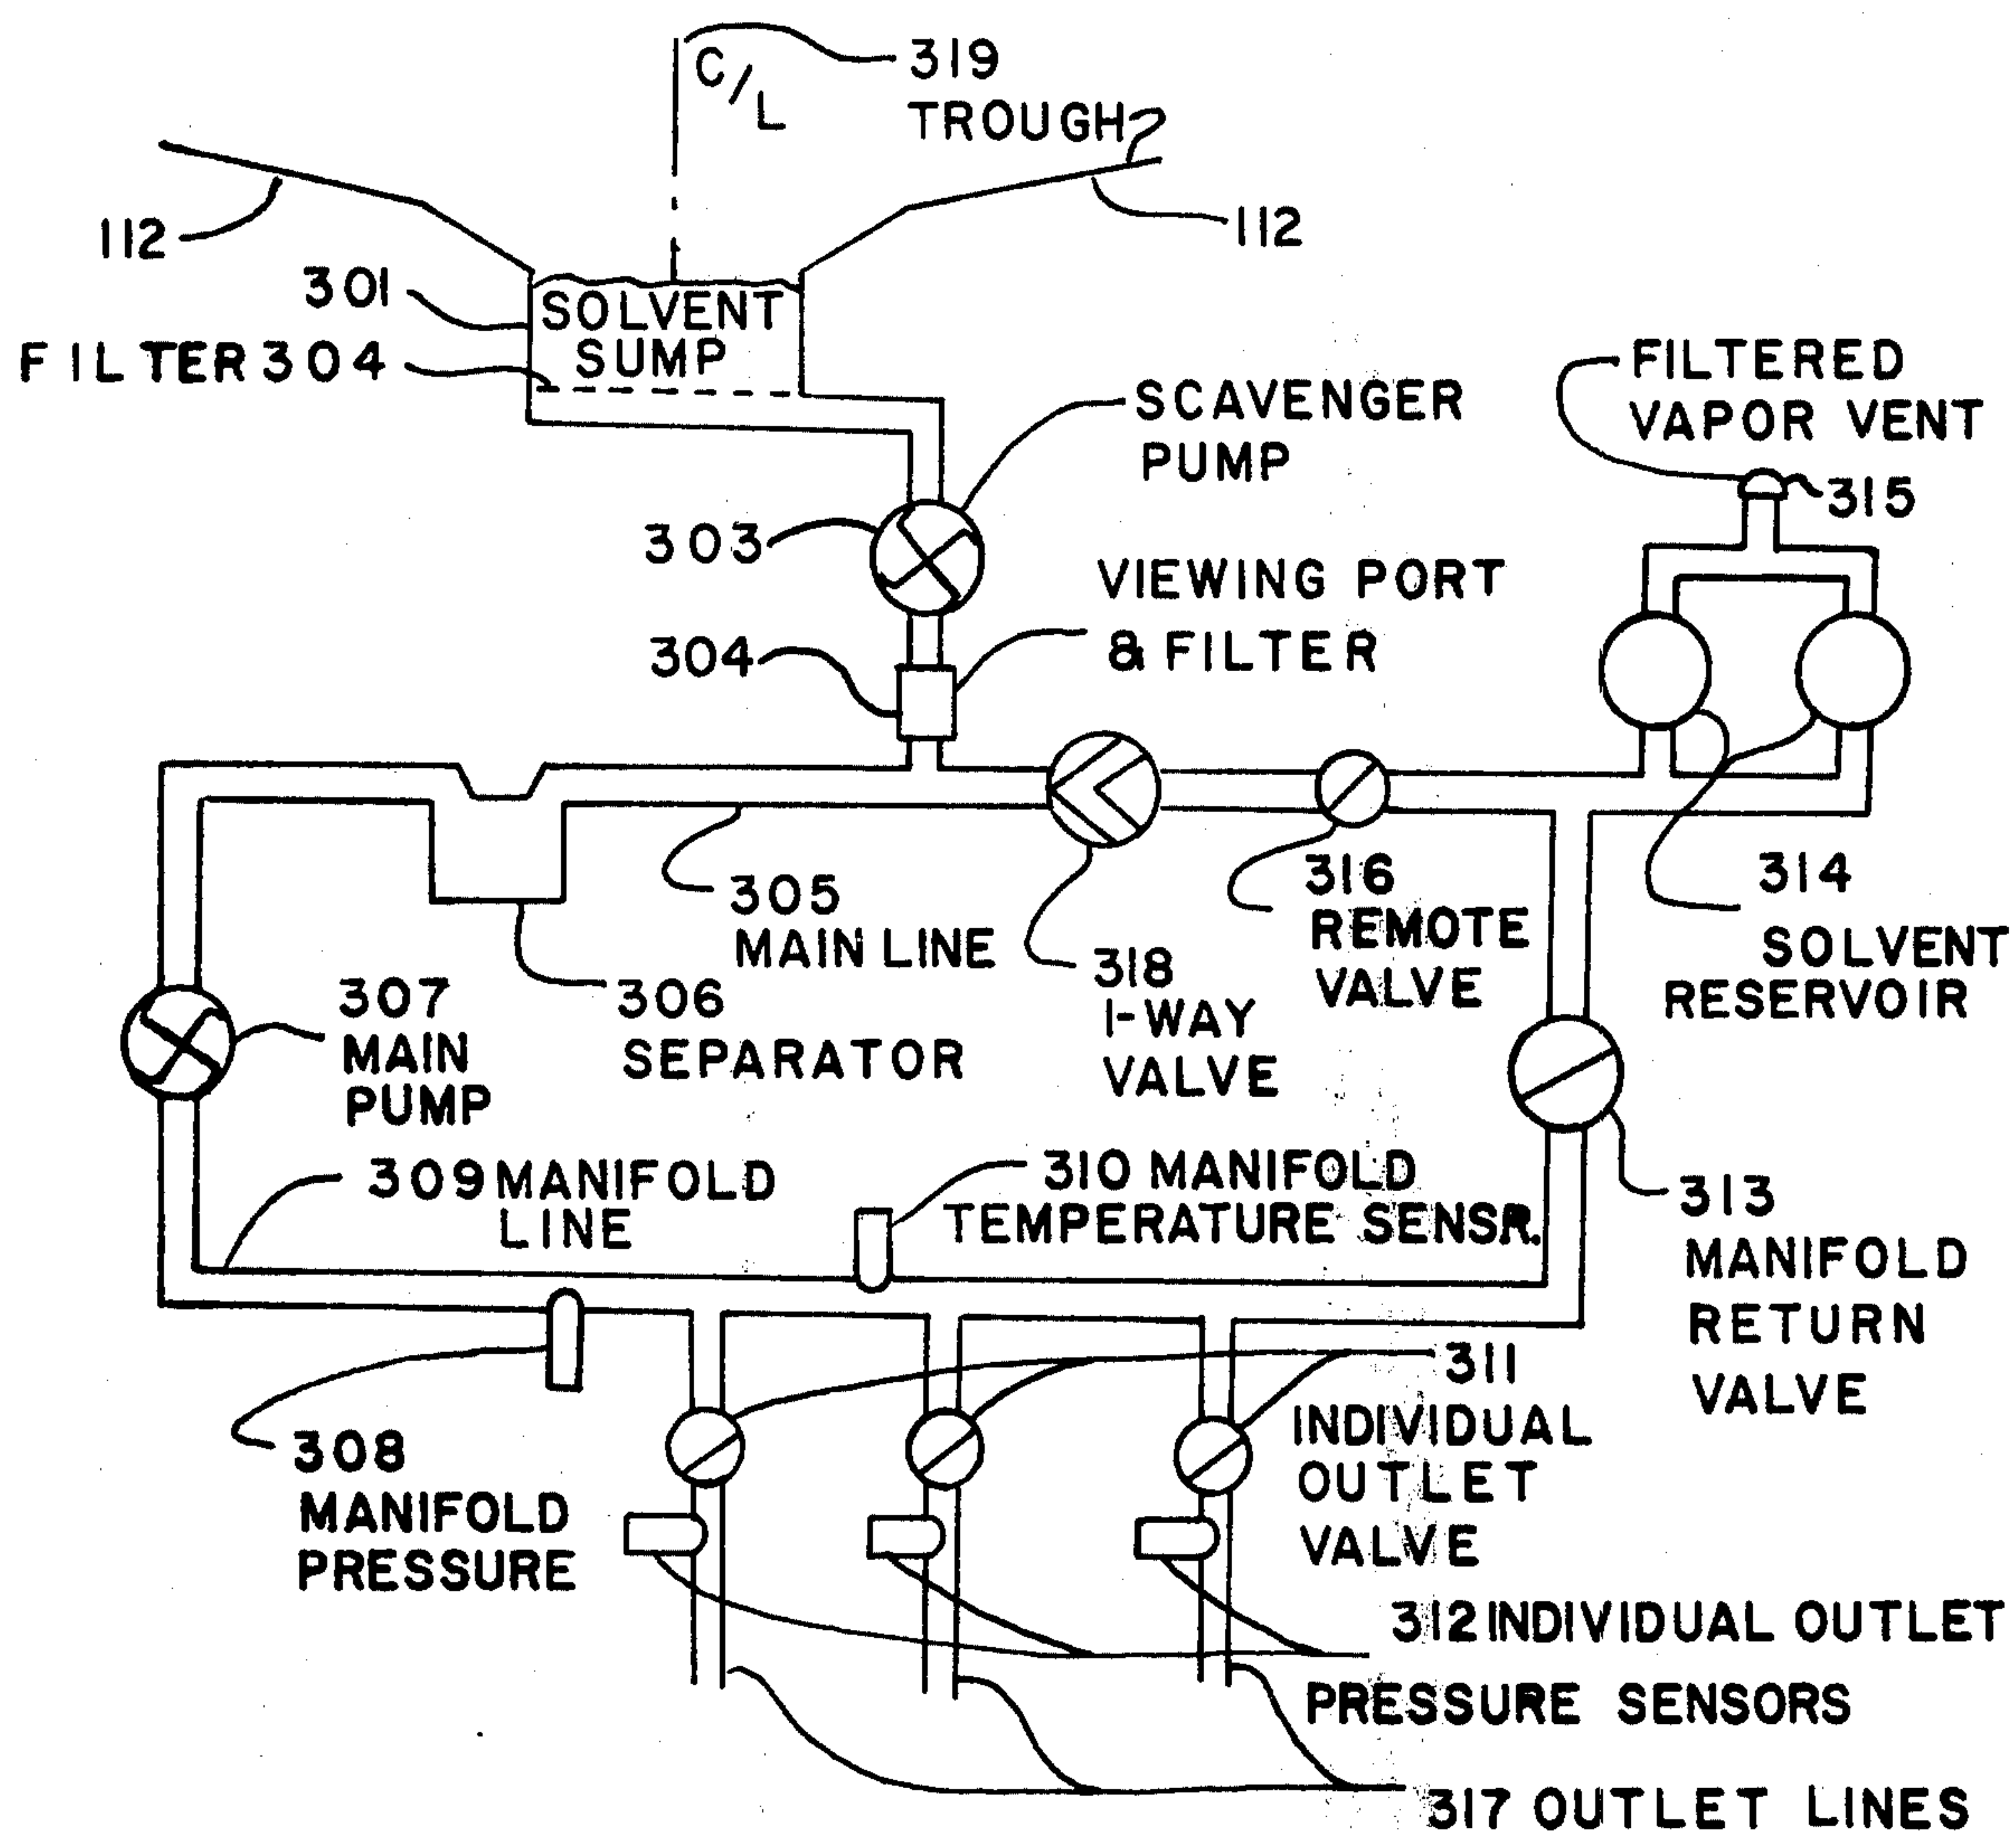 319
C/L
TROUGH
112
112
301
SOLVENT
SUMP
FILTER 304
SCAVENGER
PUMP
FILTERED
VAPOR VENT
315
303
VIEWING PORT
& FILTER
304
305
MAIN LINE
316
REMOTE
VALVE
314
SOLVENT
RESERVOIR
318
1-WAY
VALVE
307
MAIN
PUMP
306
SEPARATOR
309 MANIFOLD
LINE
310 MANIFOLD
TEMPERATURE SENSR.
313
MANIFOLD
RETURN
VALVE
308
MANIFOLD
PRESSURE
311
INDIVIDUAL
OUTLET
VALVE
312 INDIVIDUAL OUTLET
PRESSURE SENSORS
317 OUTLET LINES